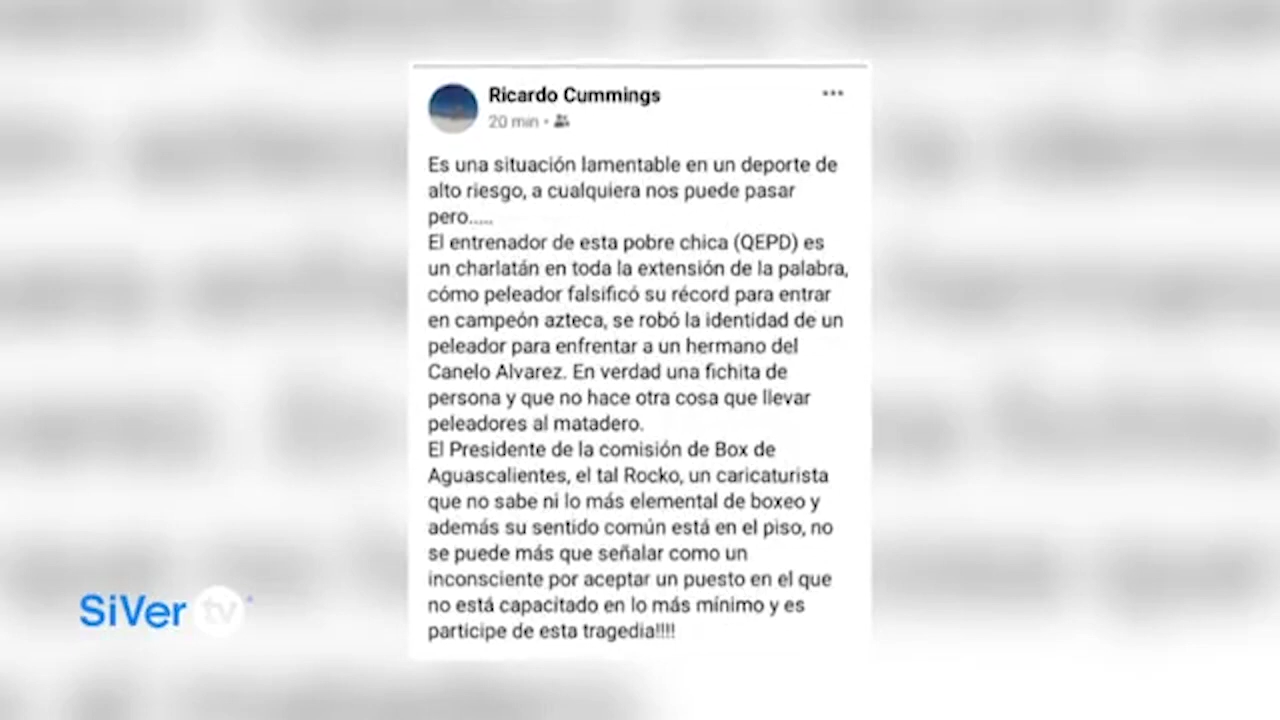 Ricardo Cummings
20 min •
Es una situación lamentable en un deporte de
alto riesgo, a cualquiera nos puede pasar
pero.....
El entrenador de esta pobre chica (QEPD) es
un charlatán en toda la extensión de la palabra,
cómo peleador falsificó su récord para entrar
en campeón azteca, se robó la identidad de un
peleador para enfrentar a un hermano del
Canelo Alvarez. En verdad una fichita de
persona y que no hace otra cosa que llevar
peleadores al matadero.
El Presidente de la comisión de Box de
Aguascalientes, el tal Rocko, un caricaturista
que no sabe ni lo más elemental de boxeo y
además su sentido común está en el piso, no
se puede más que señalar como un
inconsciente por aceptar un puesto en el que
no está capacitado en lo más mínimo y es
participe de esta tragedia!!!!
SiVer tv